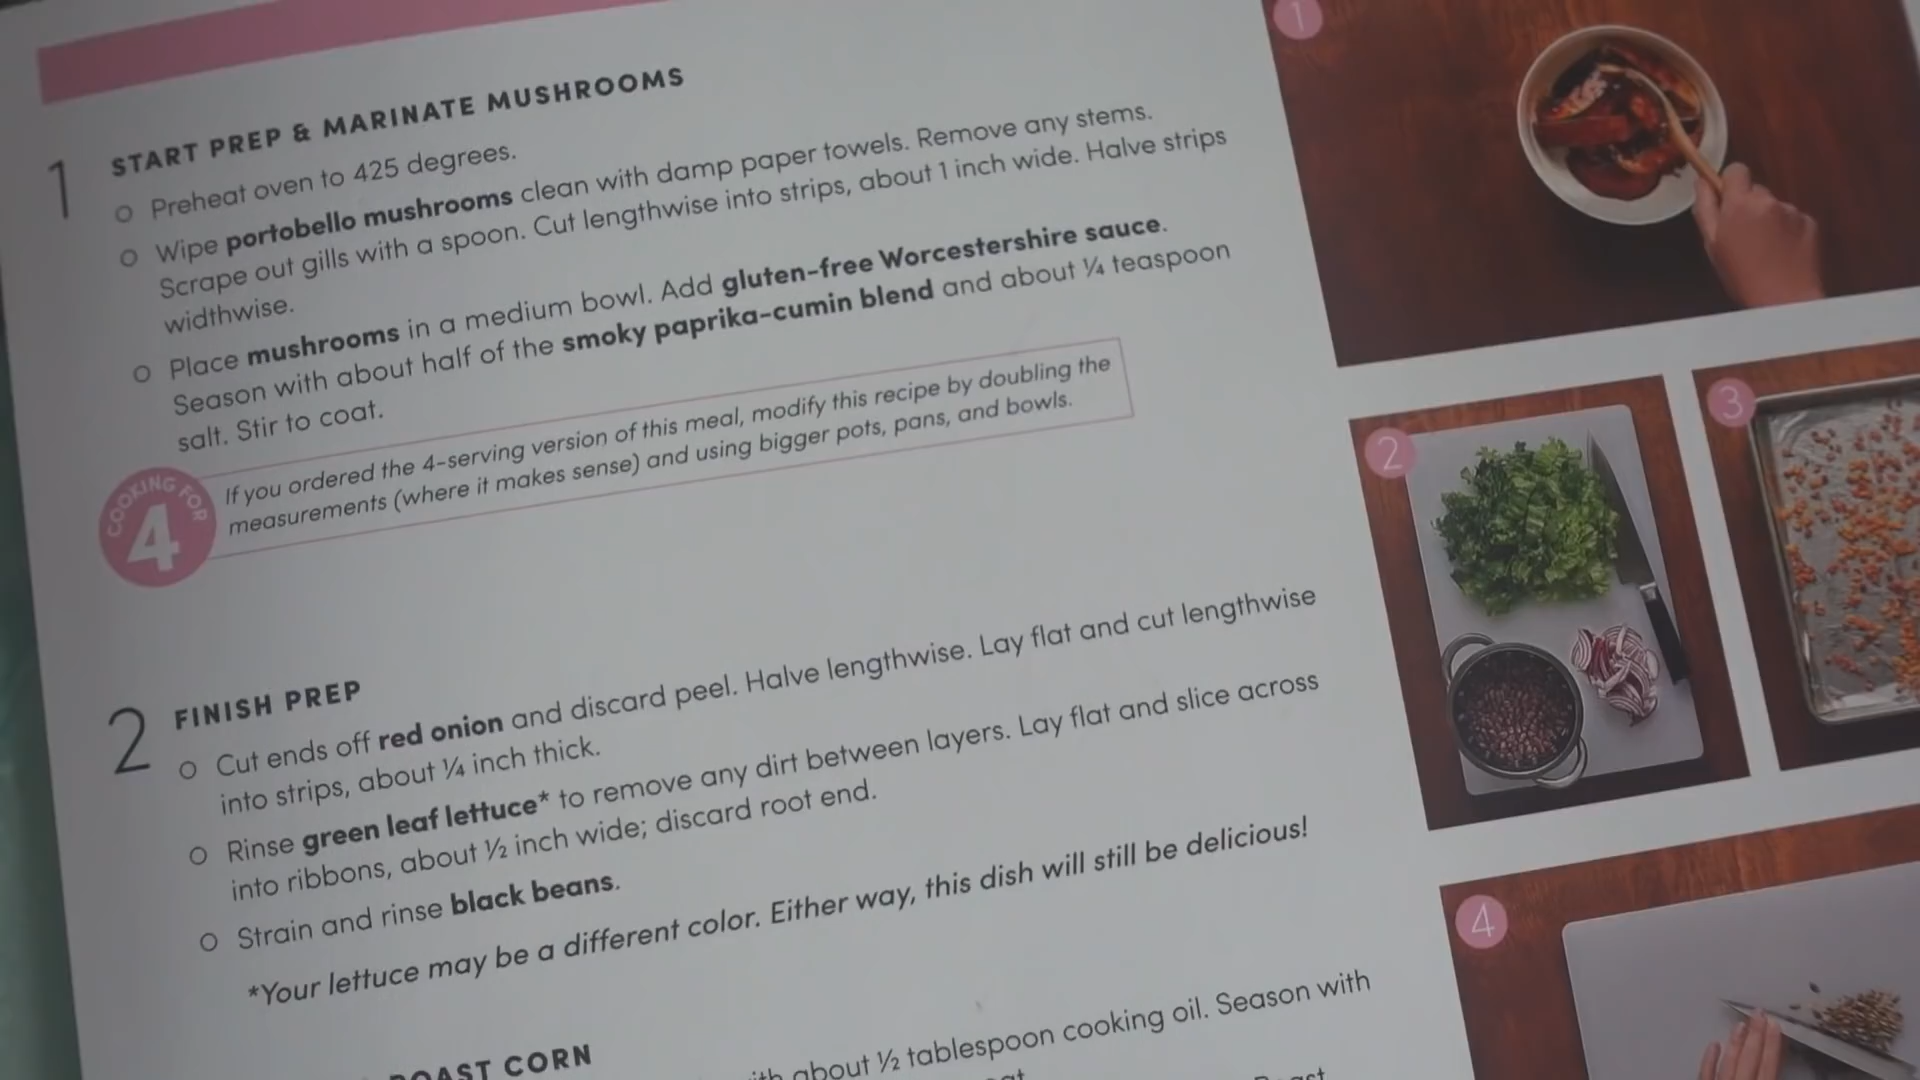 1
START PREP & MARINATE MUSHROOMS
Preheat oven to 425 degrees.
Wipe portobello mushrooms clean with damp paper towels. Remove any stems.
Scrape out gills with a spoon. Cut lengthwise into strips, about 1 inch wide. Halve strips
widthwise.
Place mushrooms in a medium bowl. Add gluten-free Worcestershire sauce.
Season with about half of the smoky paprika-cumin blend and about ¼ teaspoon
salt. Stir to coat.
COOKING FOR
4
If you ordered the 4-serving version of this meal, modify this recipe by doubling the
measurements (where it makes sense) and using bigger pots, pans, and bowls.
2
FINISH PREP
Cut ends off red onion and discard peel. Halve lengthwise. Lay flat and cut lengthwise
into strips, about ¼ inch thick.
Rinse green leaf lettuce* to remove any dirt between layers. Lay flat and slice across
into ribbons, about ½ inch wide; discard root end.
Strain and rinse black beans.
*Your lettuce may be a different color. Either way, this dish will still be delicious!
CORN
about ½ tablespoon cooking oil. Season with
1
2
3
4